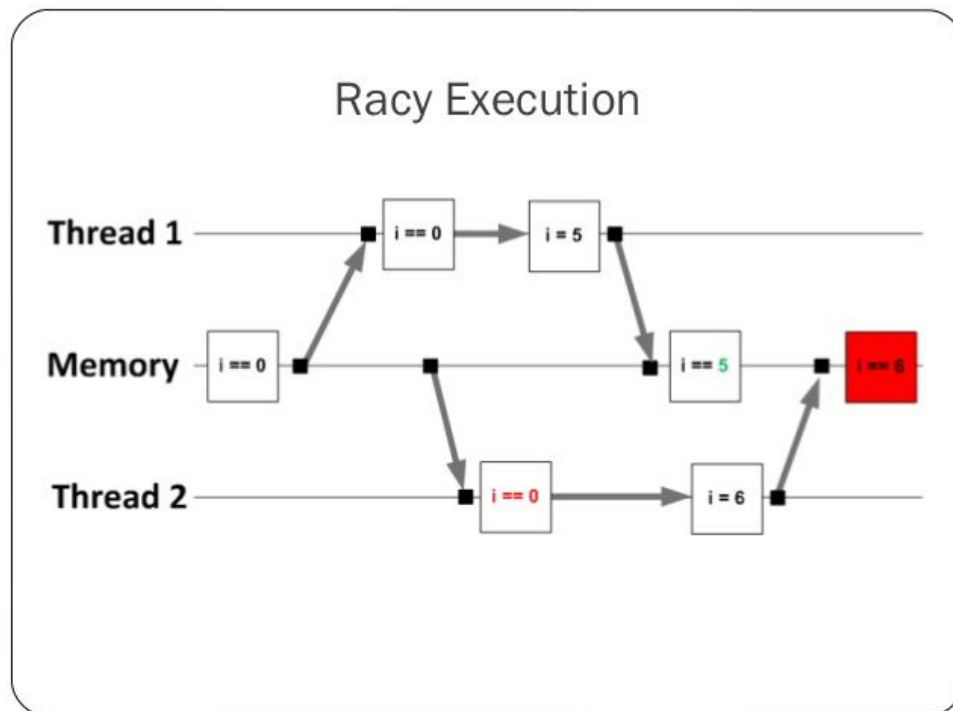 Racy Execution
Thread 1
i == 0
i = 5
Memory
i == 0
i == 5
i == 6
Thread 2
i == 0
i = 6